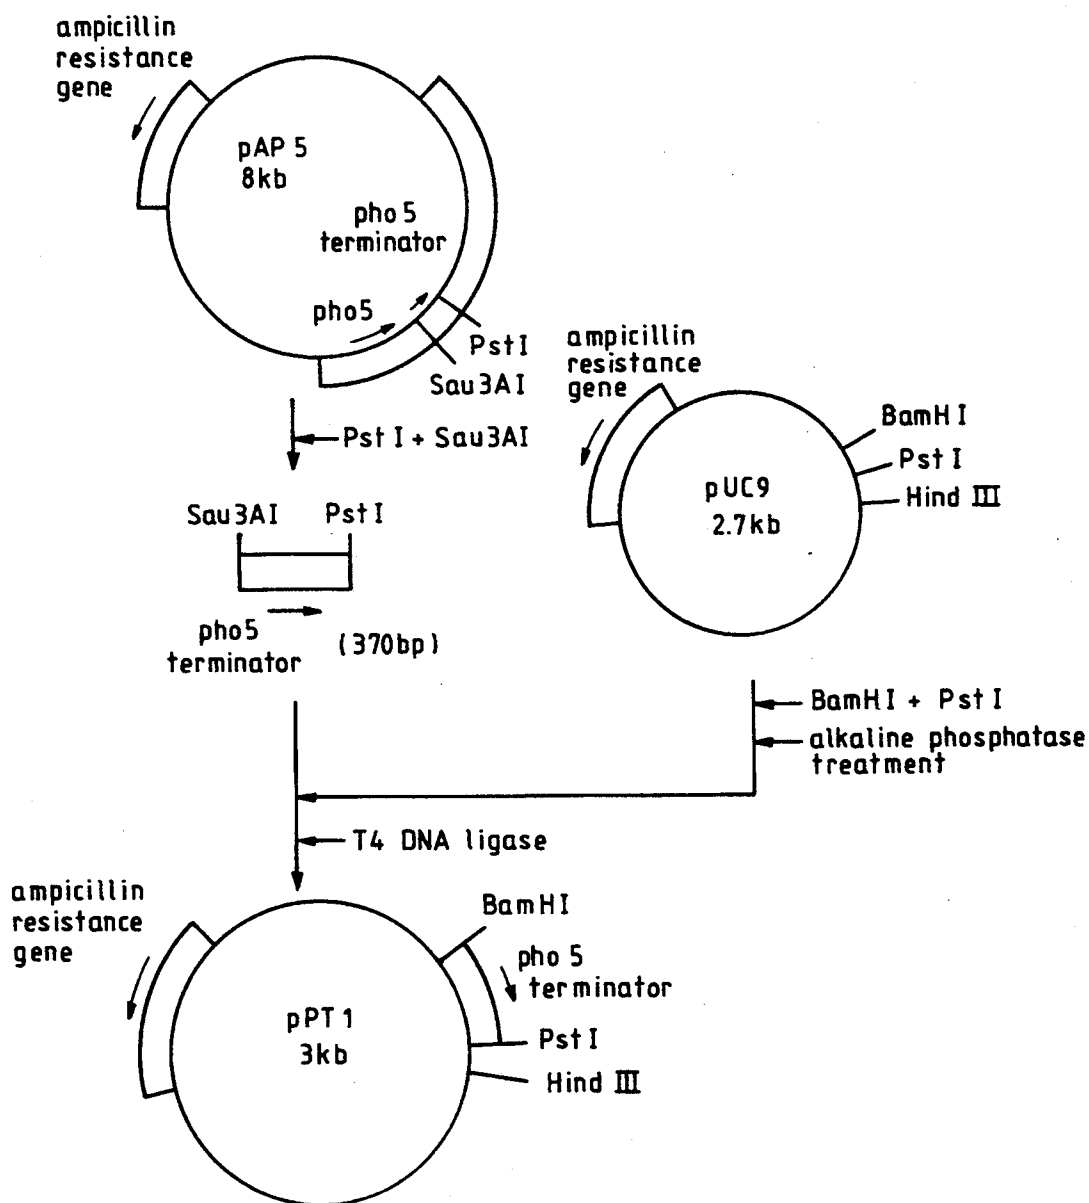 ampicillin
resistance
gene
pAP 5
8kb
pho 5
terminator
pho5
PstI
Sau3AI
PstI + Sau3AI
Sau3AI
PstI
pho5
terminator
(370bp)
ampicillin
resistance
gene
BamHI
PstI
Hind III
pUC9
2.7kb
BamHI + PstI
alkaline phosphatase
treatment
T4 DNA ligase
ampicillin
resistance
gene
BamHI
pho 5
terminator
PstI
Hind III
pPT1
3kb